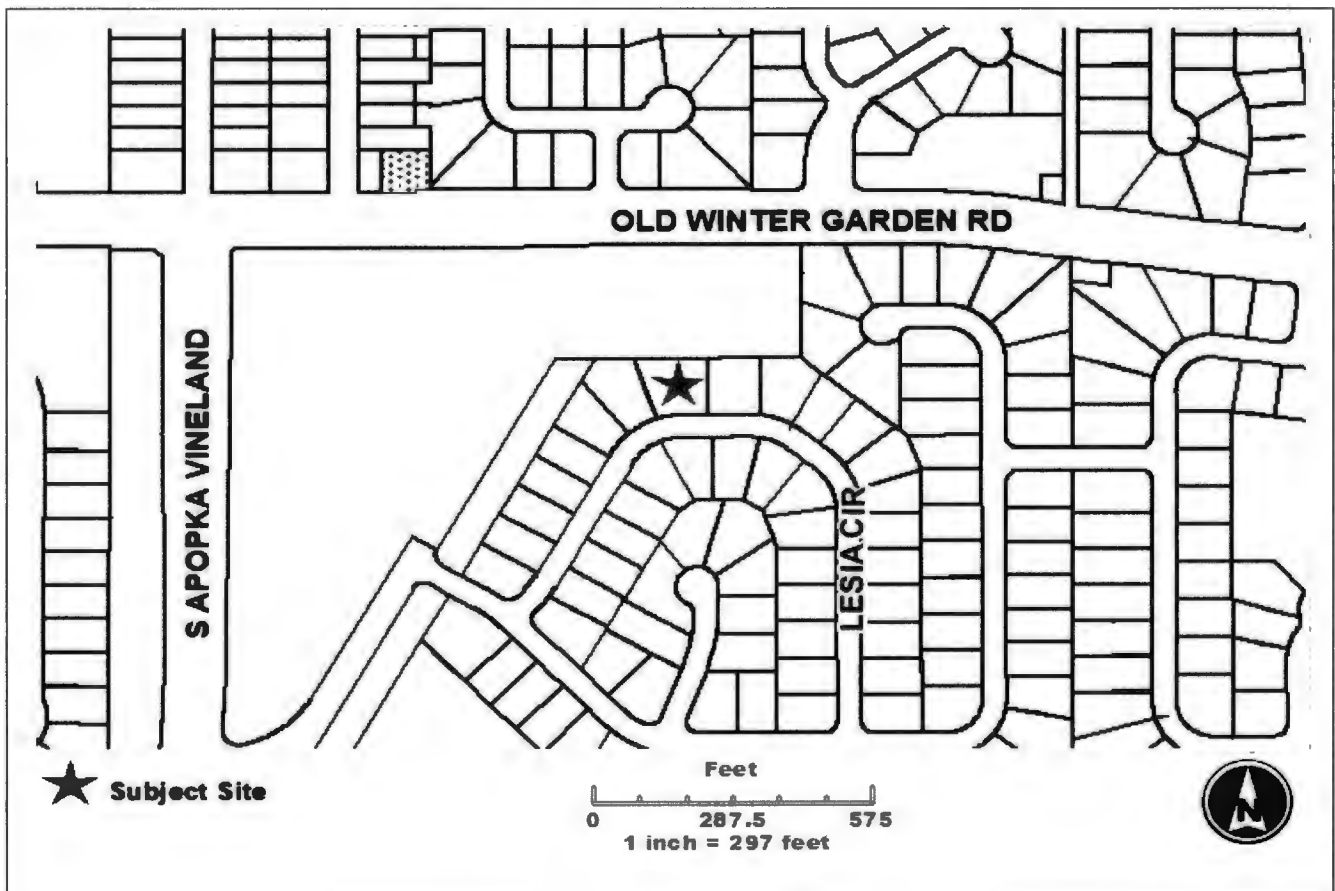 OLD WINTER GARDEN RD
S APOPKA VINELAND
LESIA CIR
Subject Site
Feet
0 287.5 575
1 inch = 297 feet
N